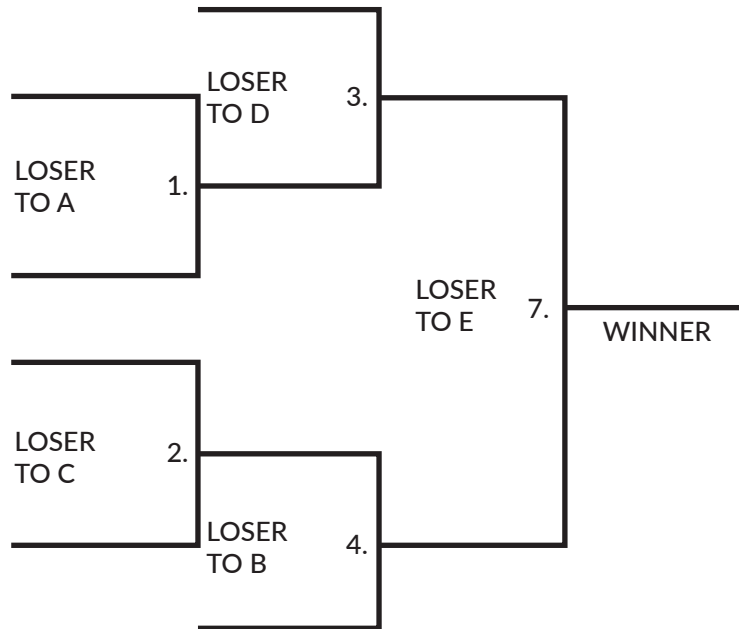 LOSER
TO D
3.
LOSER
TO A
1.
LOSER
TO E
7.
WINNER
LOSER
TO C
2.
LOSER
TO B
4.